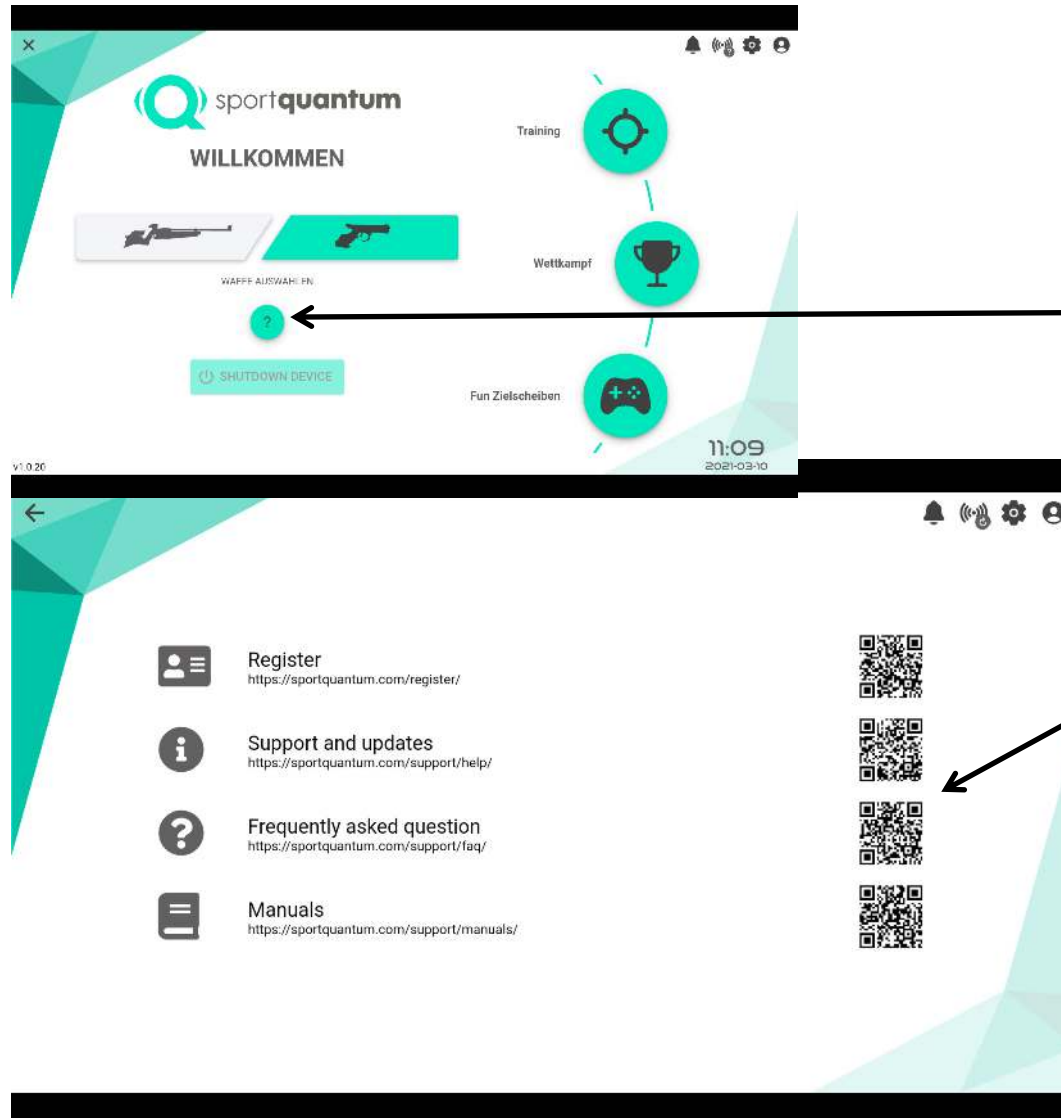 sportquantum
WILLKOMMEN
WAFFE AUSWÄHLEN
?
SHUTDOWN DEVICE
Training
Wettkampf
Fun Zielscheiben
v1.0.20
11:09
2021-03-10
Register
https://sportquantum.com/register/
Support and updates
https://sportquantum.com/support/help/
Frequently asked question
https://sportquantum.com/support/faq/
Manuals
https://sportquantum.com/support/manuals/